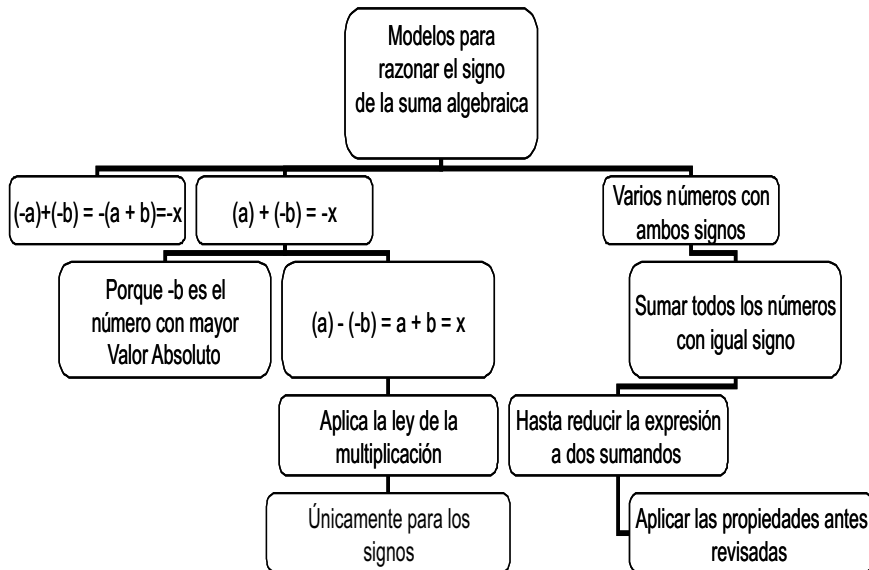 Modelos para
razonar el signo
de la suma algebraica
(-a)+(-b) = -(a + b)=-x
(a) + (-b) = -x
Varios números con
ambos signos
Porque -b es el
número con mayor
Valor Absoluto
(a) - (-b) = a + b = x
Sumar todos los números
con igual signo
Aplica la ley de la
multiplicación
Hasta reducir la expresión
a dos sumandos
Únicamente para los
signos
Aplicar las propiedades antes
revisadas